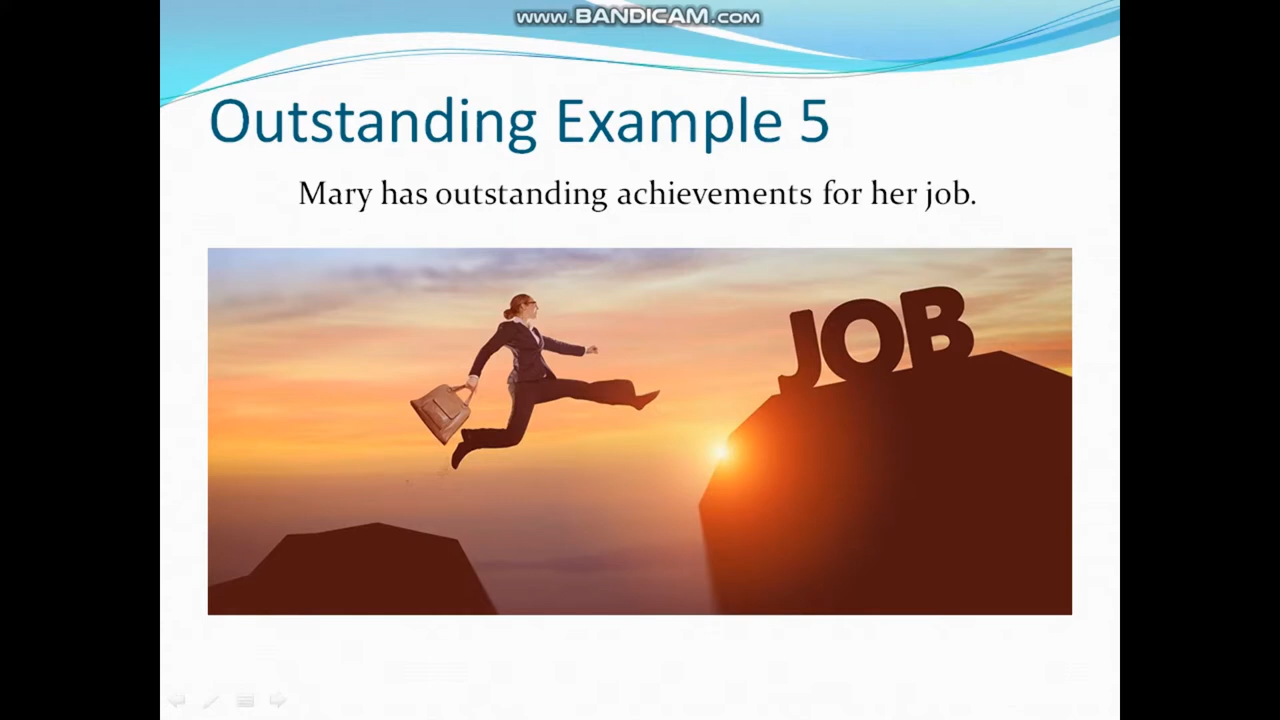 www.BANDICAM.com
Outstanding Example 5
Mary has outstanding achievements for her job.
JOB